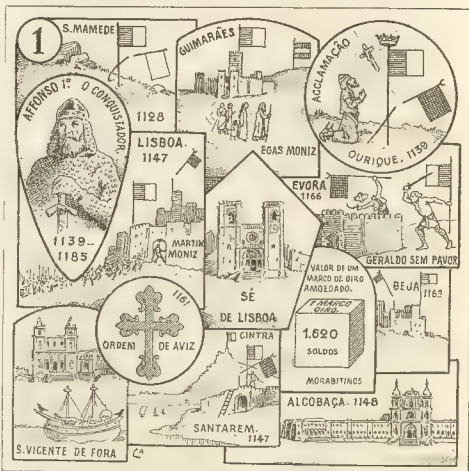 1
S. MAMEDE
1128
GUIMARÃES
EGAS MONIZ
ACCLAMAÇÃO
OURIQUE. 1139
AFFONSO I.º O CONQUISTADOR.
1139-
1185
LISBOA.
1147
MARTIM
MONIZ
EVORA
1166
GERALDO SEM PAVOR
SÉ
DE LISBOA
VALOR DE UM
MARCO DE OIRO
AMOEDADO.
1 MARCO
OIRO.
1.620
SOLDOS
MORABITINOS
BEJA
1162
1161
ORDEM DE AVIZ
CINTRA
SANTAREM.
1147
S. VICENTE DE FORA
ALCOBAÇA. 1148